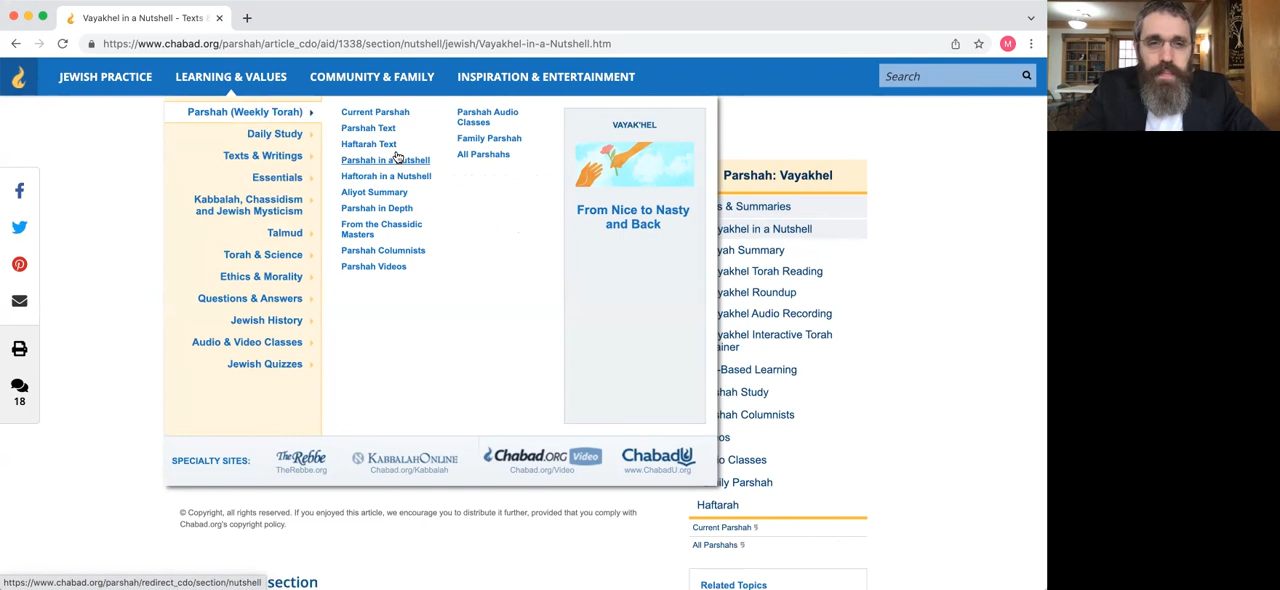 Vayakhel in a Nutshell - Texts &
https://www.chabad.org/parshah/article_cdo/aid/1338/section/nutshell/jewish/Vayakhel-in-a-Nutshell.htm
M
JEWISH PRACTICE
LEARNING & VALUES
COMMUNITY & FAMILY
INSPIRATION & ENTERTAINMENT
Search
Parshah (Weekly Torah)
Daily Study
Texts & Writings
Essentials
Kabbalah, Chassidism
and Jewish Mysticism
Talmud
Torah & Science
Ethics & Morality
Questions & Answers
Jewish History
Audio & Video Classes
Jewish Quizzes
Current Parshah
Parshah Text
Haftarah Text
Parshah in a Nutshell
Haftorah in a Nutshell
Aliyot Summary
Parshah in Depth
From the Chassidic
Masters
Parshah Columnists
Parshah Videos
Parshah Audio
Classes
Family Parshah
All Parshahs
VAYAK'HEL
From Nice to Nasty
and Back
SPECIALTY SITES:
TheRebbe
TheRebbe.org
KABBALAHONLINE
Chabad.org/Kabbalah
Chabad.ORG Video
Chabad.org/Video
ChabadU
www.ChabadU.org
18
Parshah: Vayakhel
s & Summaries
yakhel in a Nutshell
yah Summary
yakhel Torah Reading
yakhel Roundup
yakhel Audio Recording
yakhel Interactive Torah
ainer
-Based Learning
shah Study
shah Columnists
os
io Classes
ily Parshah
Haftarah
Current Parshah
All Parshahs
Related Topics
© Copyright, all rights reserved. If you enjoyed this article, we encourage you to distribute it further, provided that you comply with
Chabad.org's copyright policy.
section
https://www.chabad.org/parshah/redirect_cdo/section/nutshell